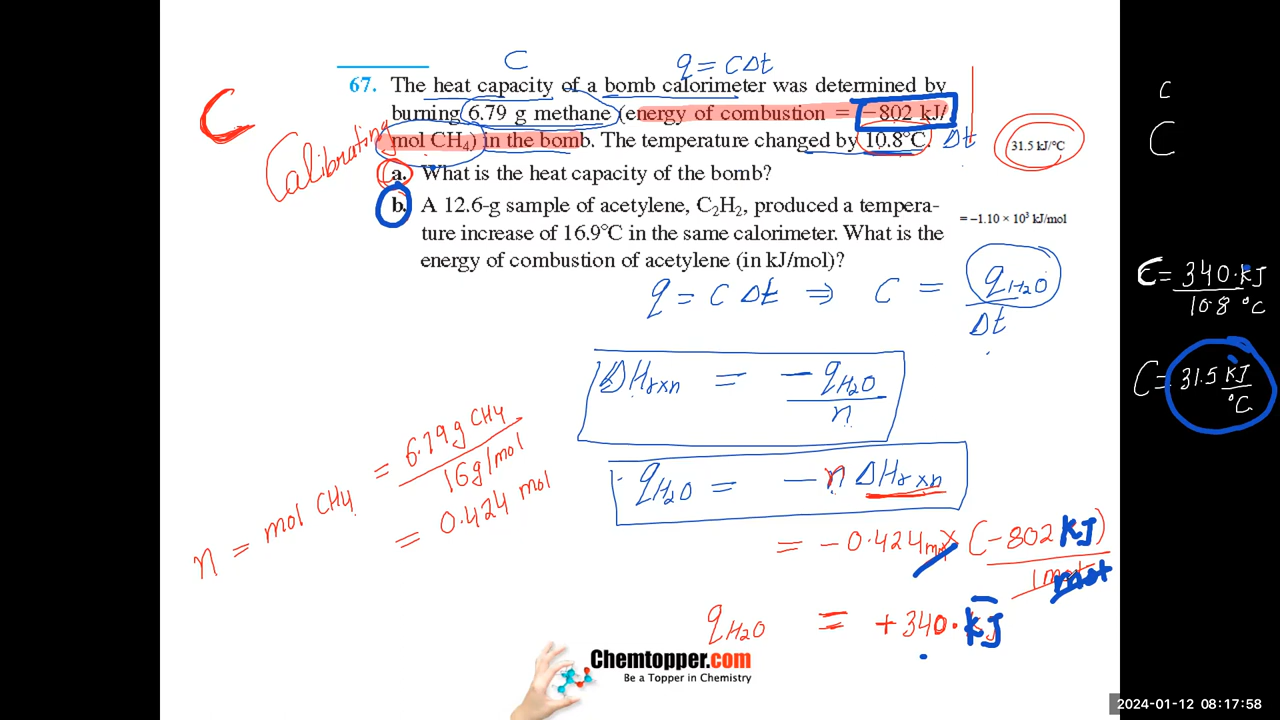 C
q = CΔt
67. The heat capacity of a bomb calorimeter was determined by
burning 6.79 g methane (energy of combustion = −802 kJ/
mol CH4) in the bomb. The temperature changed by 10.8°C.
Δt
a. What is the heat capacity of the bomb?
b. A 12.6-g sample of acetylene, C2H2, produced a tempera-
ture increase of 16.9°C in the same calorimeter. What is the
energy of combustion of acetylene (in kJ/mol)?
C
Calibrating
31.5 kJ/°C
= −1.10 × 10³ kJ/mol
C
C
q = C Δt ⇒ C = qH2O
Δt
C = 340. kJ
10.8 °C
C = 31.5 kJ
°C
ΔHrxn = − qH2O
n
qH2O = − n ΔHrxn
n = mol CH4 = 6.79 g CH4
16 g/mol
= 0.424 mol
= − 0.424 mol × (−802 kJ)
1 mol
qH2O = + 340. kJ
Chemtopper.com
Be a Topper in Chemistry
2024-01-12 08:17:58